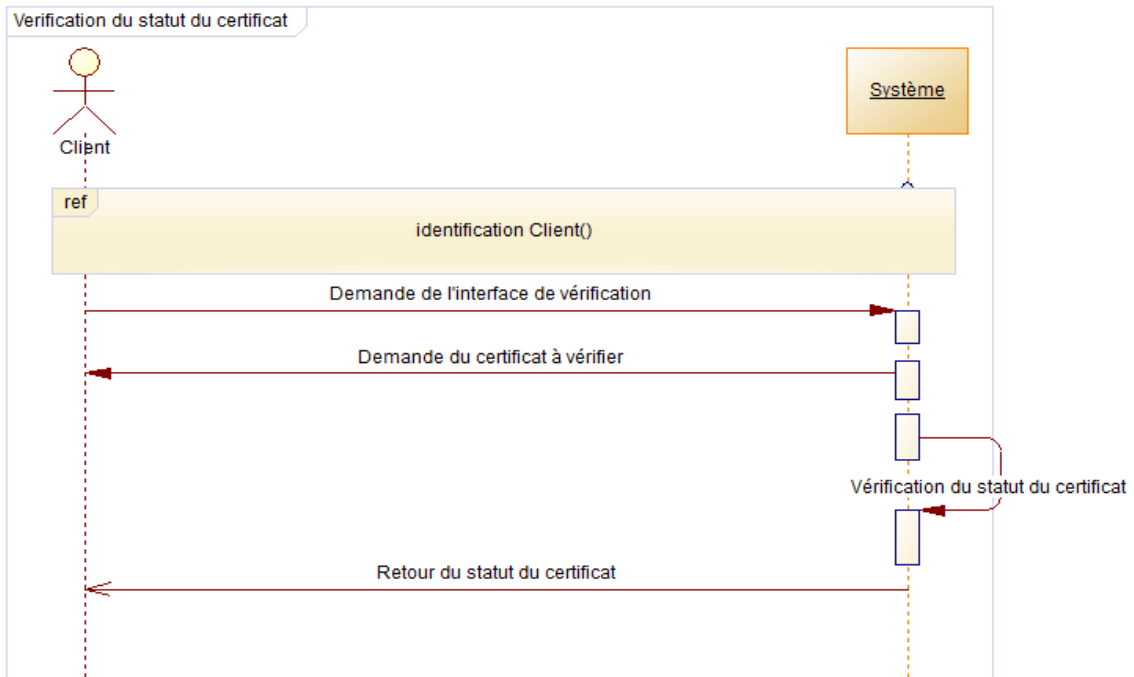 Verification du statut du certificat
Client
Système
ref
identification Client()
Demande de l'interface de vérification
Demande du certificat à vérifier
Vérification du statut du certificat
Retour du statut du certificat